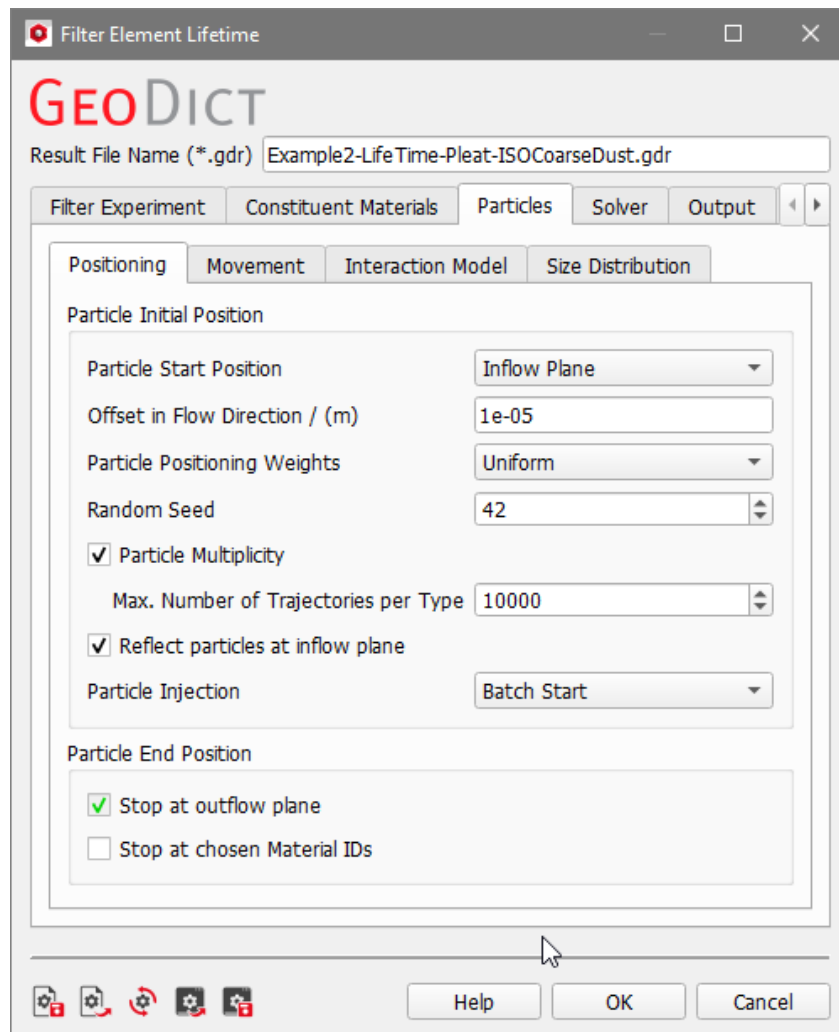 Filter Element Lifetime
GEODICT
Result File Name (*.gdr) Example2-LifeTime-Pleat-ISOCoarseDust.gdr
Filter Experiment Constituent Materials Particles Solver Output
Positioning Movement Interaction Model Size Distribution
Particle Initial Position
Particle Start Position Inflow Plane
Offset in Flow Direction / (m) 1e-05
Particle Positioning Weights Uniform
Random Seed 42
Particle Multiplicity
Max. Number of Trajectories per Type 10000
Reflect particles at inflow plane
Particle Injection Batch Start
Particle End Position
Stop at outflow plane
Stop at chosen Material IDs
Help OK Cancel